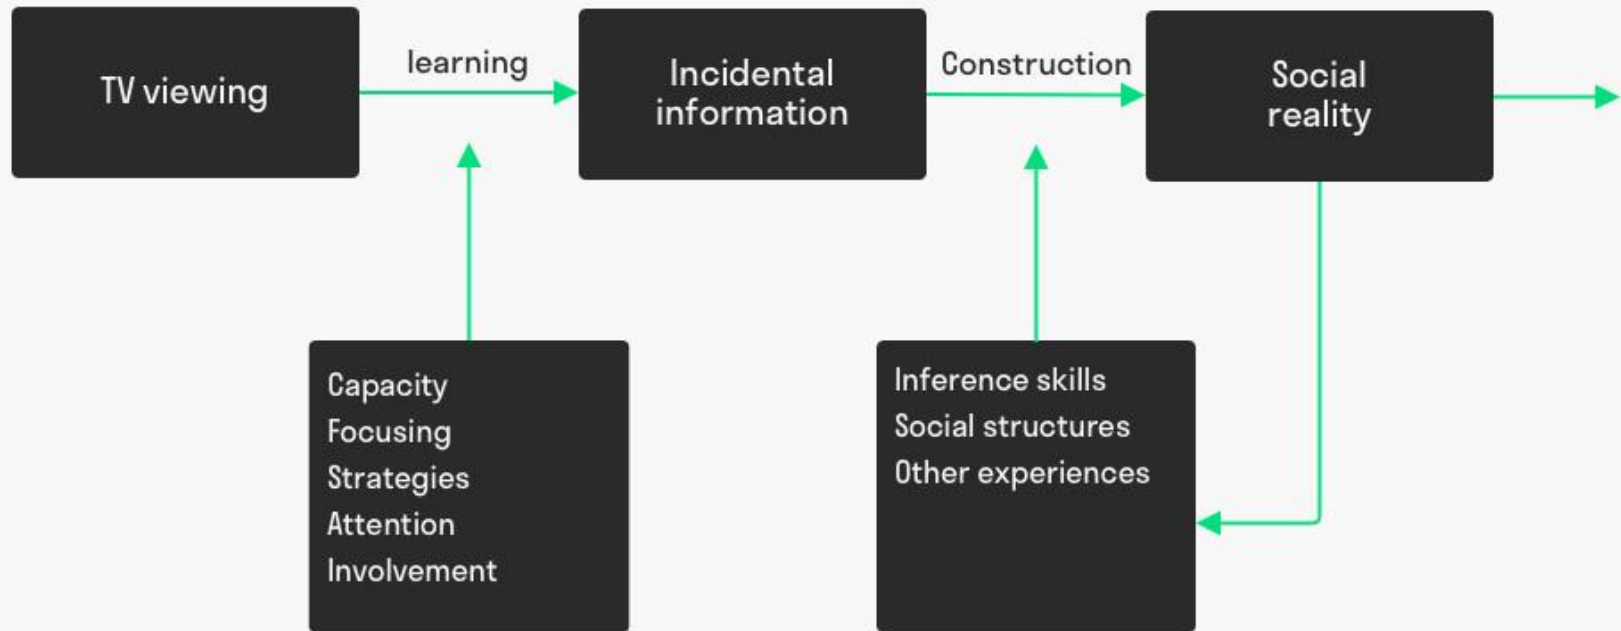 TV viewing
learning
Incidental
information
Construction
Social
reality
Capacity
Focusing
Strategies
Attention
Involvement
Inference skills
Social structures
Other experiences